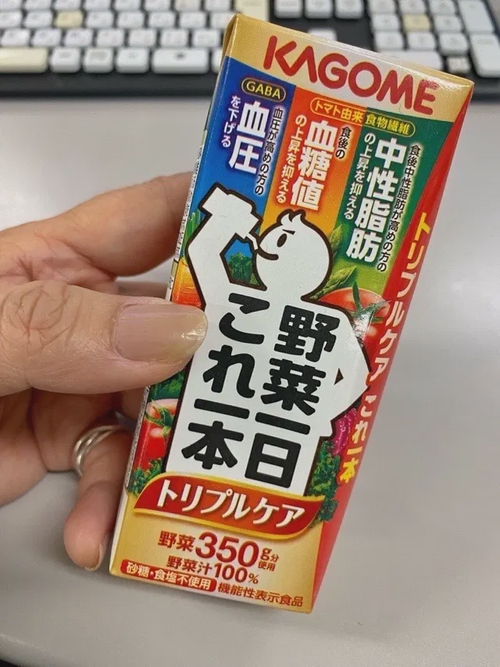 KAGOME
GABA
血圧が高めの方の
血圧
を下げる
トマト由来 食物繊維
食後の
血糖値
の上昇を抑える
食後中性脂肪が高めの方の
中性脂肪
の上昇を抑える
野菜一日
これ一本
トリプルケア
野菜350g分使用
野菜汁100%
砂糖・食塩不使用 機能性表示食品
トリプルケア これ一本